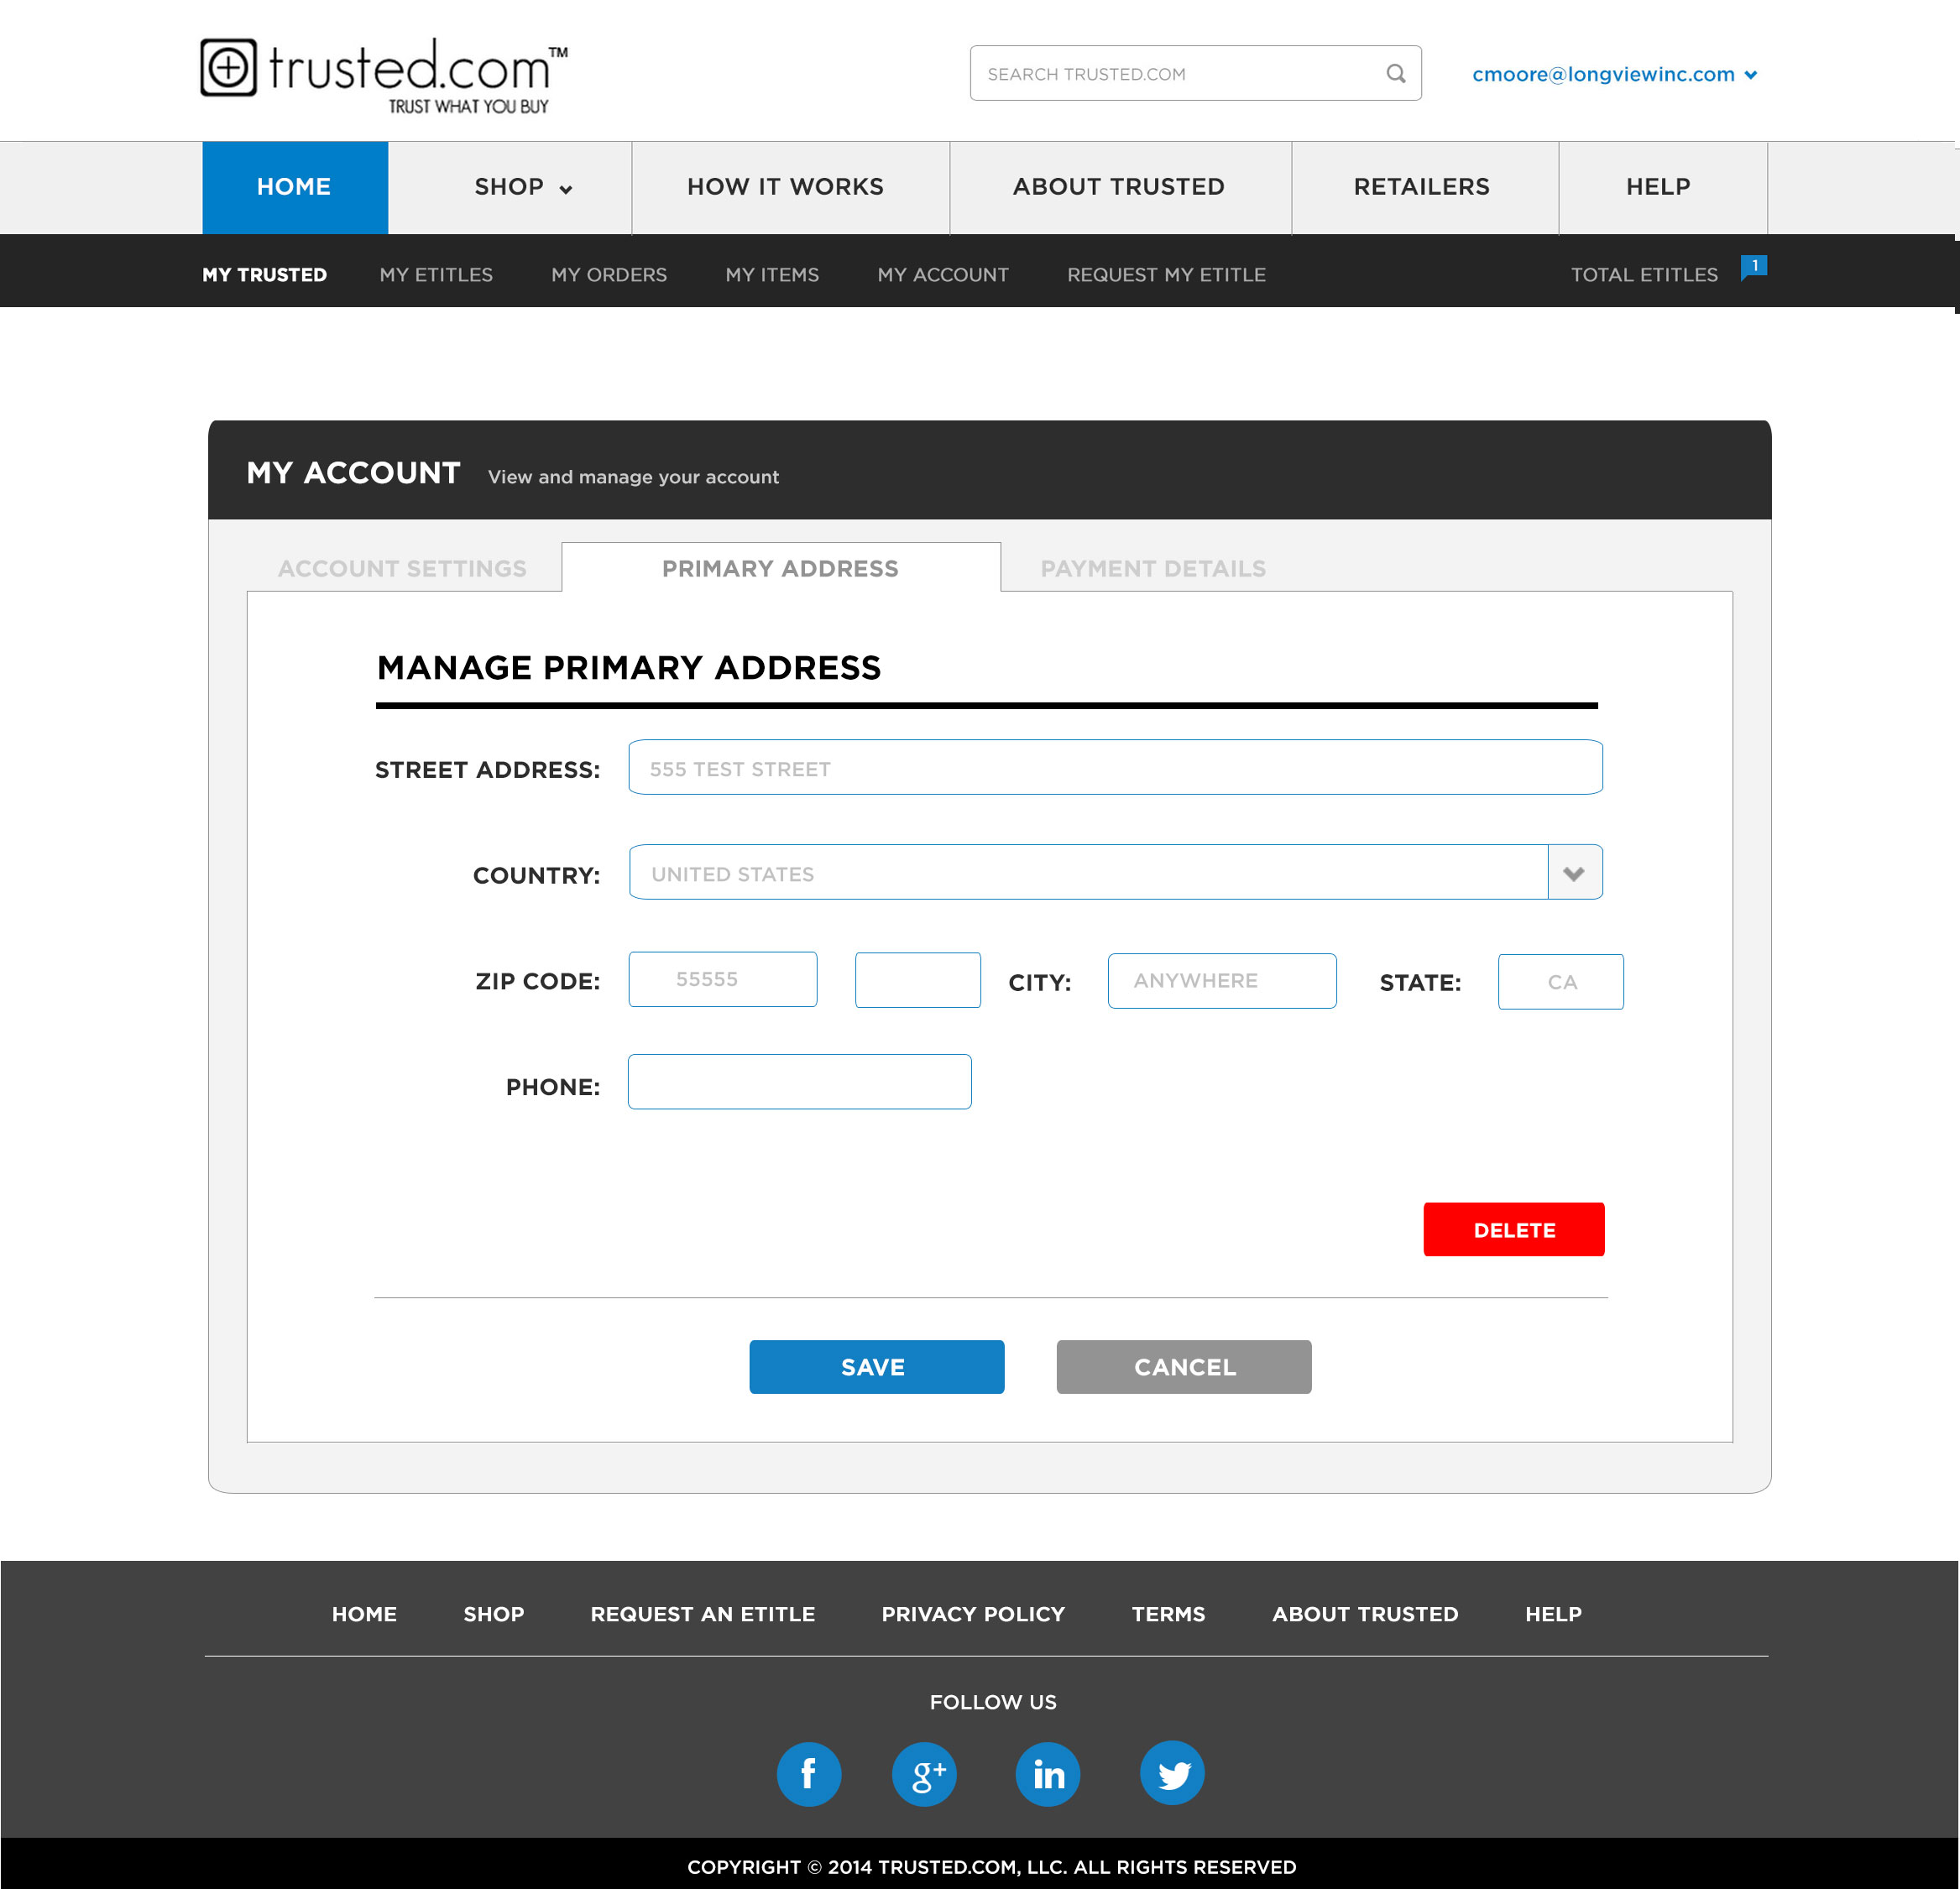 trusted.com™
TRUST WHAT YOU BUY
SEARCH TRUSTED.COM
cmoore@longviewinc.com
HOME SHOP HOW IT WORKS ABOUT TRUSTED RETAILERS HELP
MY TRUSTED MY ETITLES MY ORDERS MY ITEMS MY ACCOUNT REQUEST MY ETITLE TOTAL ETITLES 1
MY ACCOUNT View and manage your account
ACCOUNT SETTINGS PRIMARY ADDRESS PAYMENT DETAILS
MANAGE PRIMARY ADDRESS
STREET ADDRESS: 555 TEST STREET
COUNTRY: UNITED STATES
ZIP CODE: 55555 CITY: ANYWHERE STATE: CA
PHONE:
DELETE
SAVE CANCEL
HOME SHOP REQUEST AN ETITLE PRIVACY POLICY TERMS ABOUT TRUSTED HELP
FOLLOW US
f g+ in
COPYRIGHT © 2014 TRUSTED.COM, LLC. ALL RIGHTS RESERVED